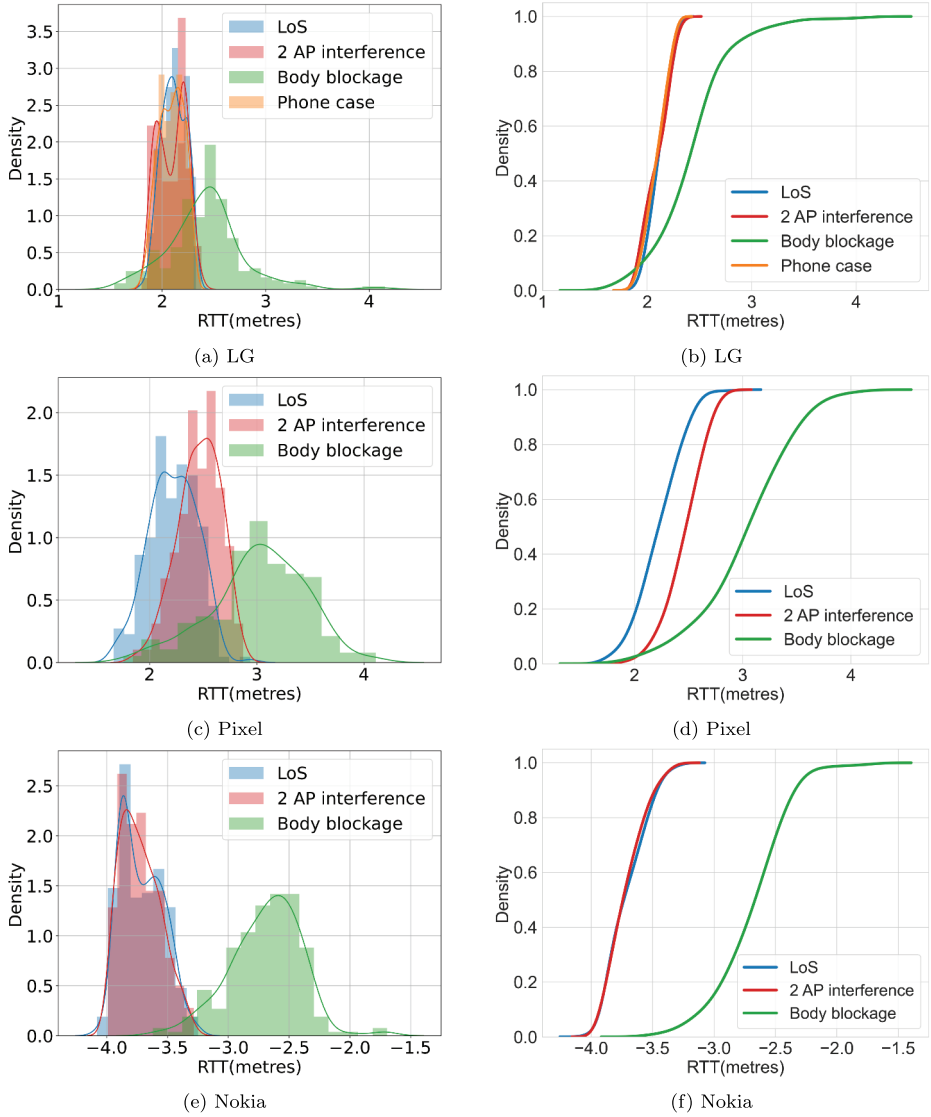 Density
3.5
3.0
2.5
2.0
1.5
1.0
0.5
0.0
LoS
2 AP interference
Body blockage
Phone case
1 2 3 4
RTT(metres)
(a) LG
Density
1.0
0.8
0.6
0.4
0.2
0.0
LoS
2 AP interference
Body blockage
Phone case
1 2 3 4
RTT(metres)
(b) LG
Density
2.0
1.5
1.0
0.5
0.0
LoS
2 AP interference
Body blockage
2 3 4
RTT(metres)
(c) Pixel
Density
1.0
0.8
0.6
0.4
0.2
0.0
LoS
2 AP interference
Body blockage
2 3 4
RTT(metres)
(d) Pixel
Density
2.5
2.0
1.5
1.0
0.5
0.0
LoS
2 AP interference
Body blockage
−4.0 −3.5 −3.0 −2.5 −2.0 −1.5
RTT(metres)
(e) Nokia
Density
1.0
0.8
0.6
0.4
0.2
0.0
LoS
2 AP interference
Body blockage
−4.0 −3.5 −3.0 −2.5 −2.0 −1.5
RTT(metres)
(f) Nokia